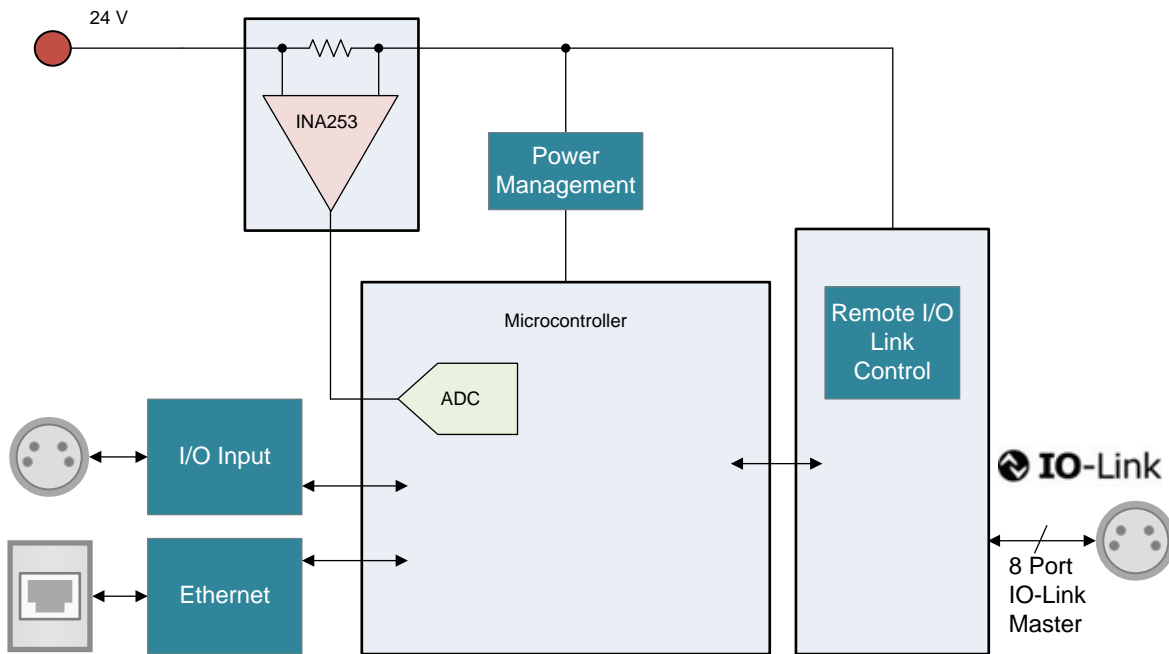 24 V
INA253
Power
Management
Microcontroller
Remote I/O
Link
Control
ADC
I/O Input
IO-Link
Ethernet
8 Port
IO-Link
Master